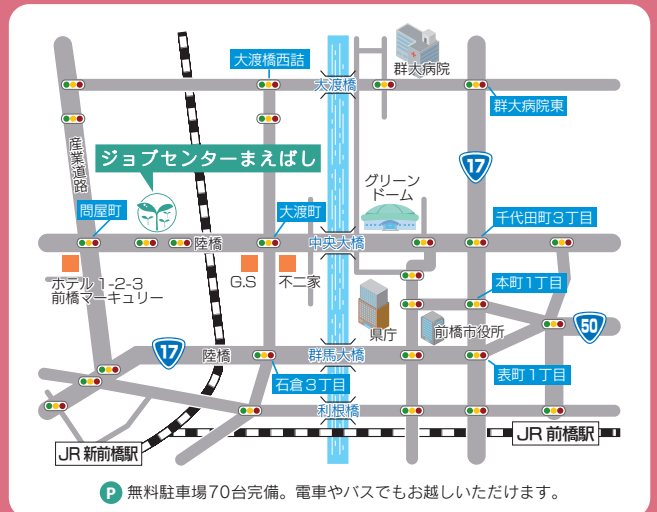 大渡橋西詰
群大病院
大渡橋
群大病院東
産業道路
ジョブセンターまえばし
17
グリーン
ドーム
問屋町
大渡町
千代田町3丁目
陸橋
中央大橋
ホテル 1-2-3
前橋マーキュリー
G.S
不二家
本町1丁目
県庁
前橋市役所
50
17
陸橋
群馬大橋
表町1丁目
石倉3丁目
利根橋
JR 新前橋駅
JR 前橋駅
P 無料駐車場70台完備。電車やバスでもお越しいただけます。